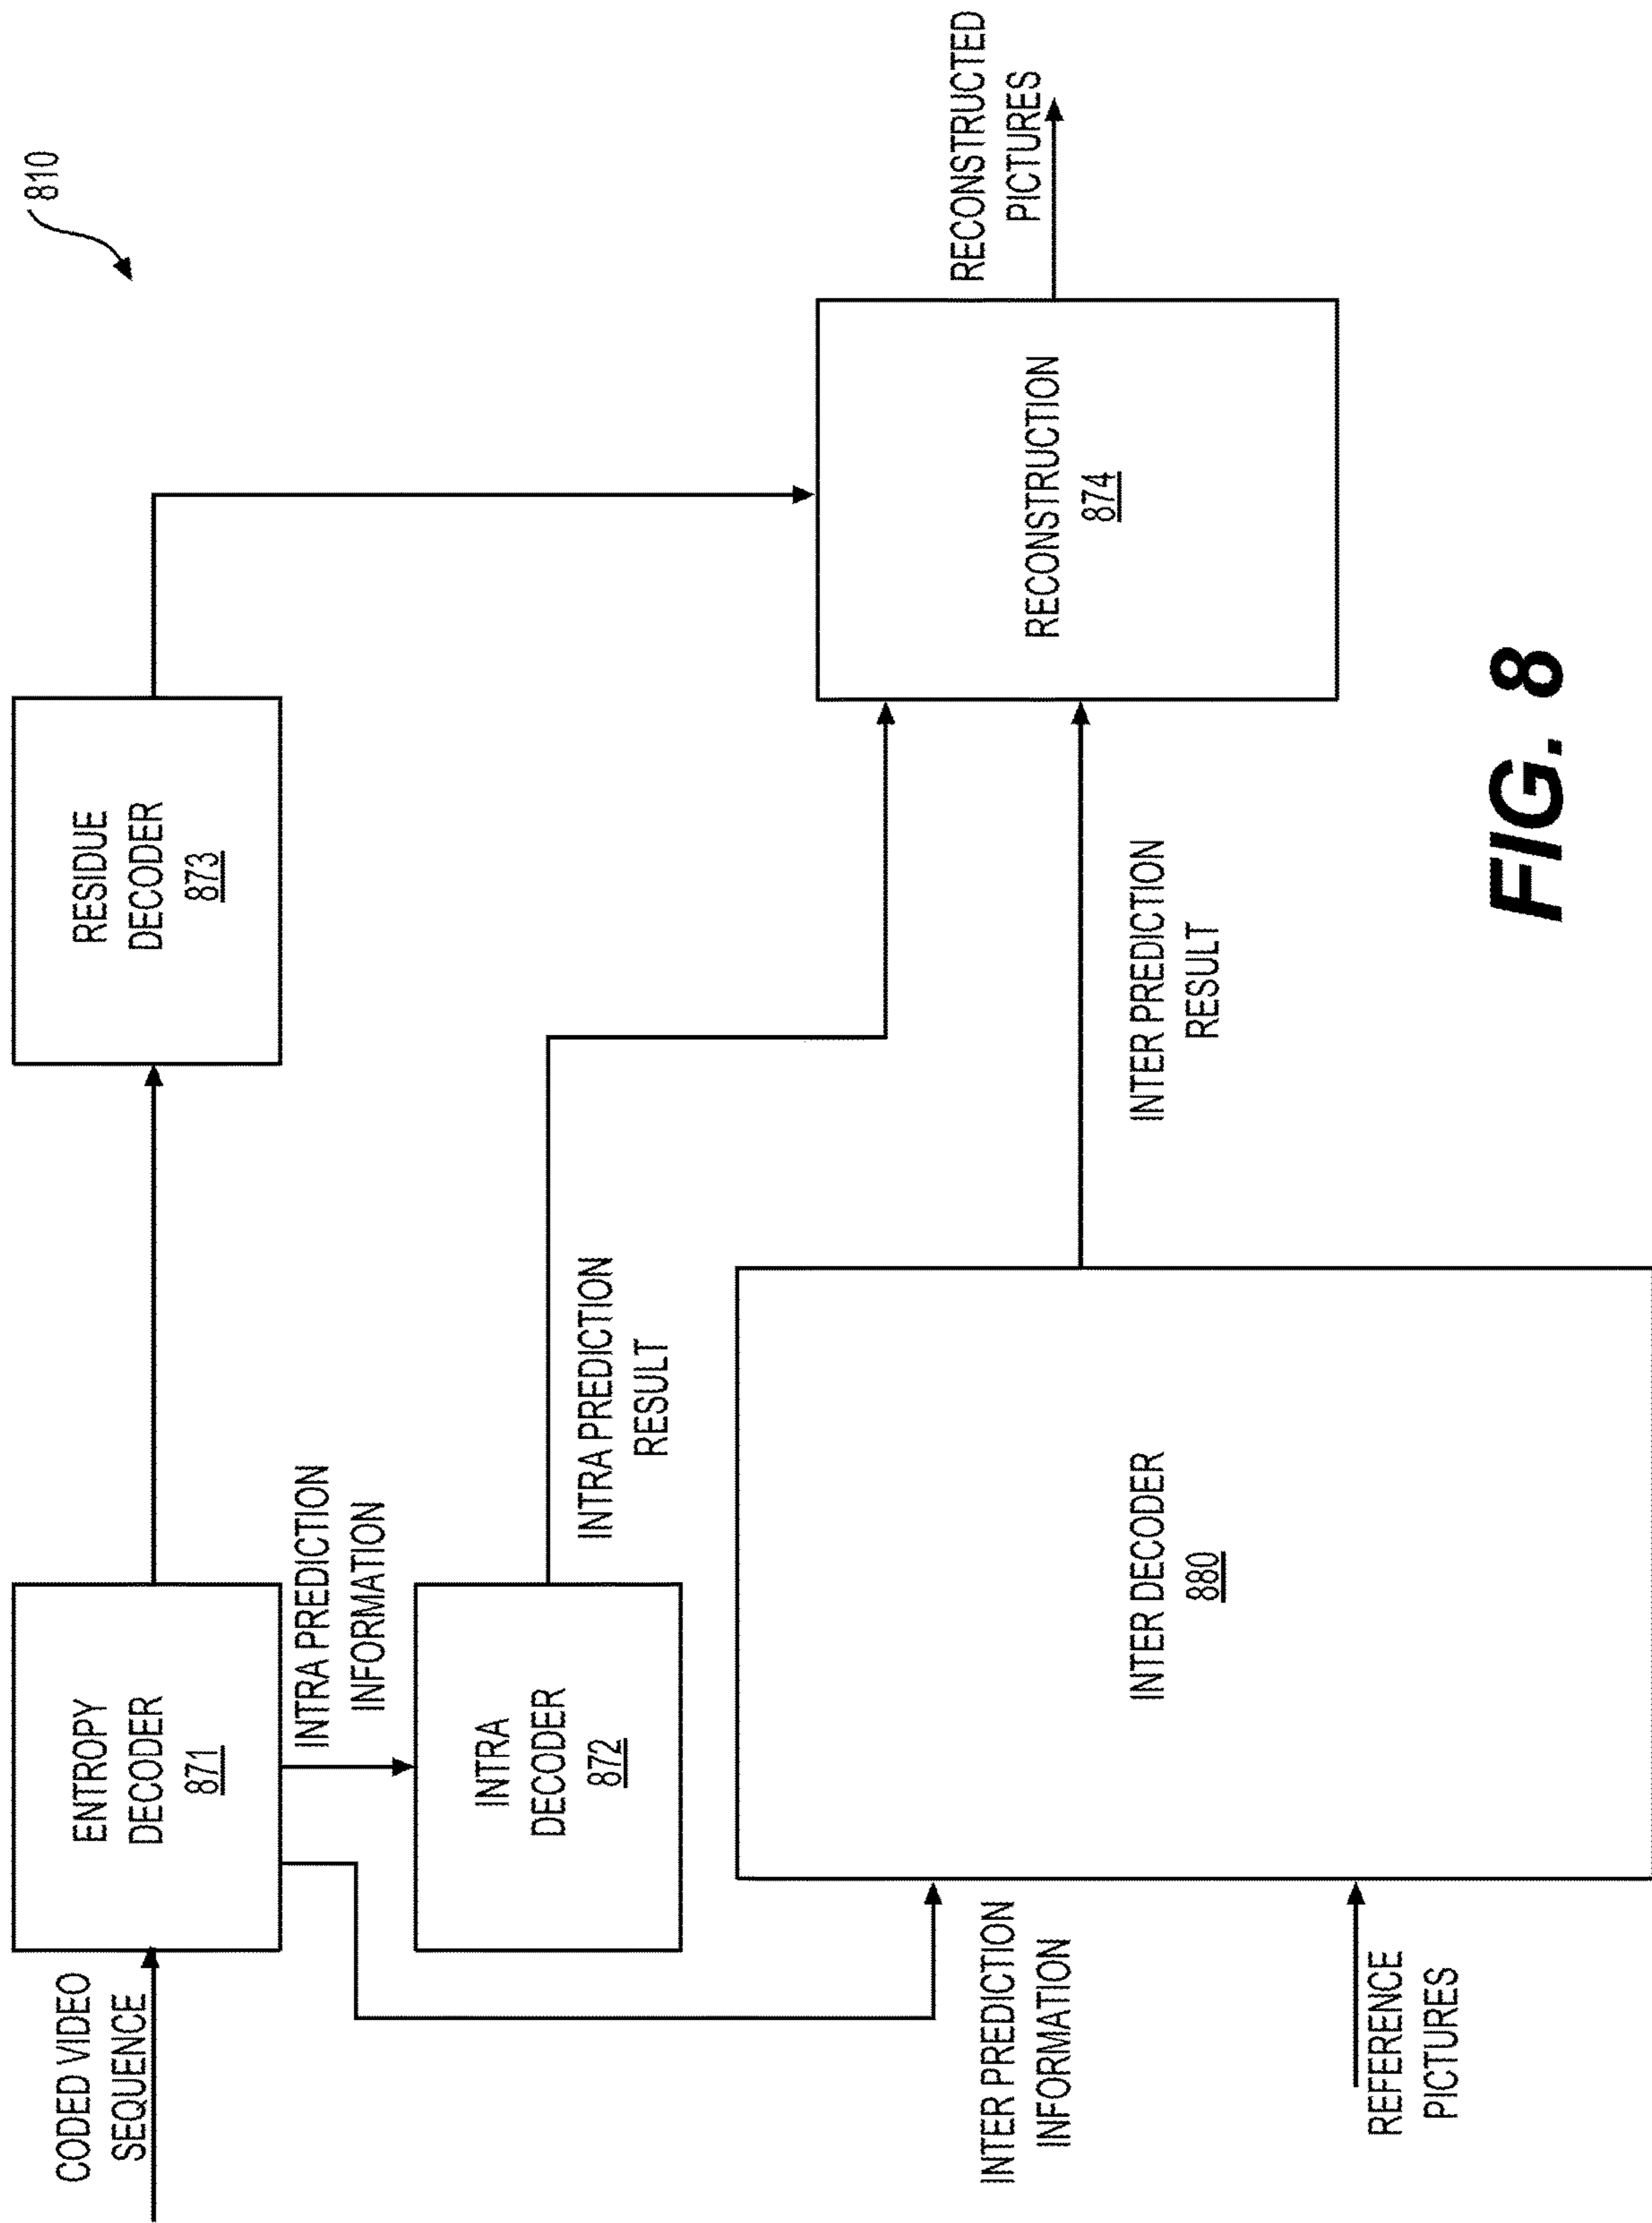 810
CODED VIDEO
SEQUENCE
ENTROPY
DECODER
871
RESIDUE
DECODER
873
INTRA PREDICTION
INFORMATION
INTRA
DECODER
872
INTRA PREDICTION
RESULT
RECONSTRUCTED
PICTURES
RECONSTRUCTION
874
INTER PREDICTION
INFORMATION
INTER DECODER
880
INTER PREDICTION
RESULT
REFERENCE
PICTURES
FIG. 8